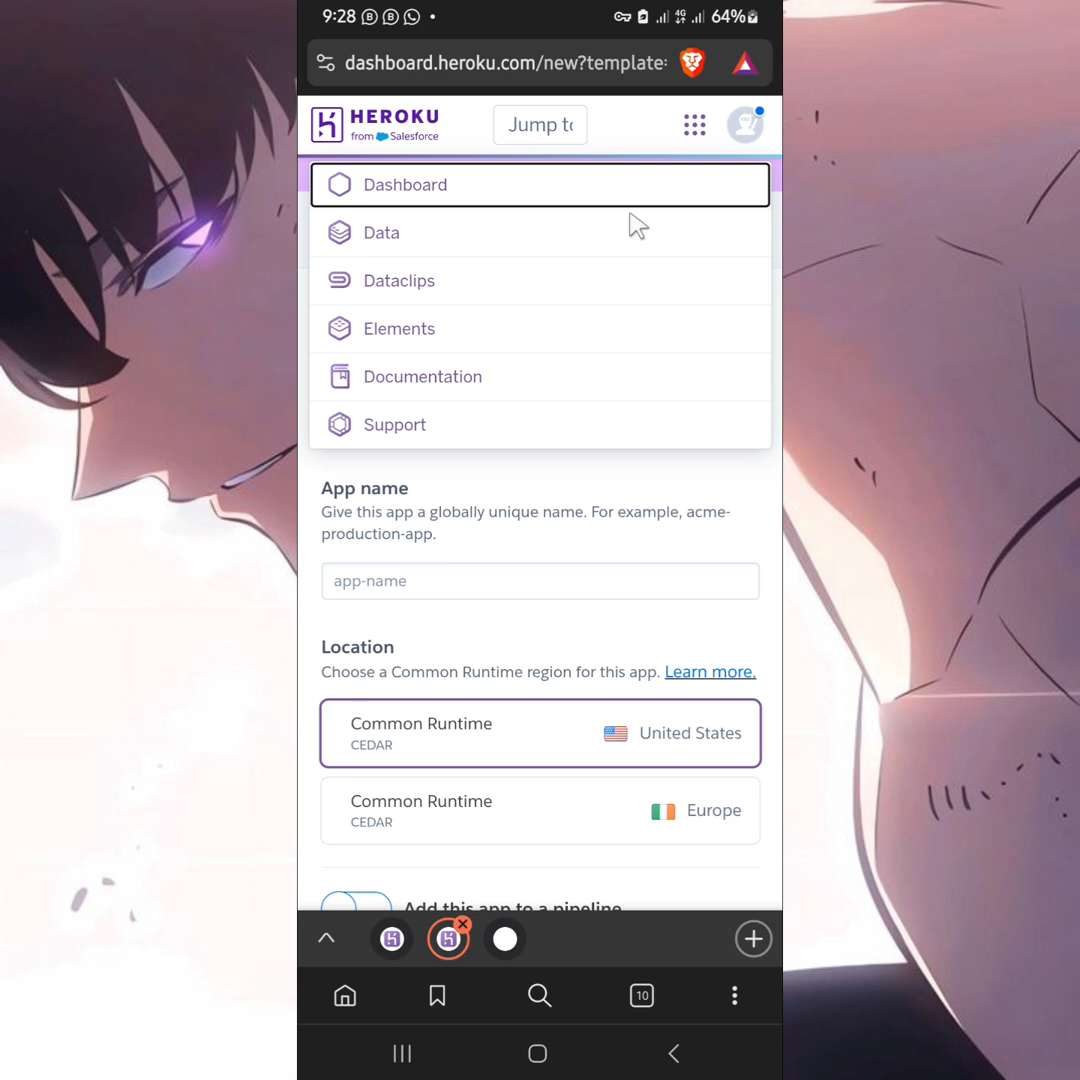 9:28
4G
64%
dashboard.heroku.com/new?template=
HEROKU
from Salesforce
Jump to
Dashboard
Data
Dataclips
Elements
Documentation
Support
App name
Give this app a globally unique name. For example, acme-
production-app.
app-name
Location
Choose a Common Runtime region for this app. Learn more.
Common Runtime
United States
CEDAR
Common Runtime
Europe
CEDAR
Add this app to a pipeline
10